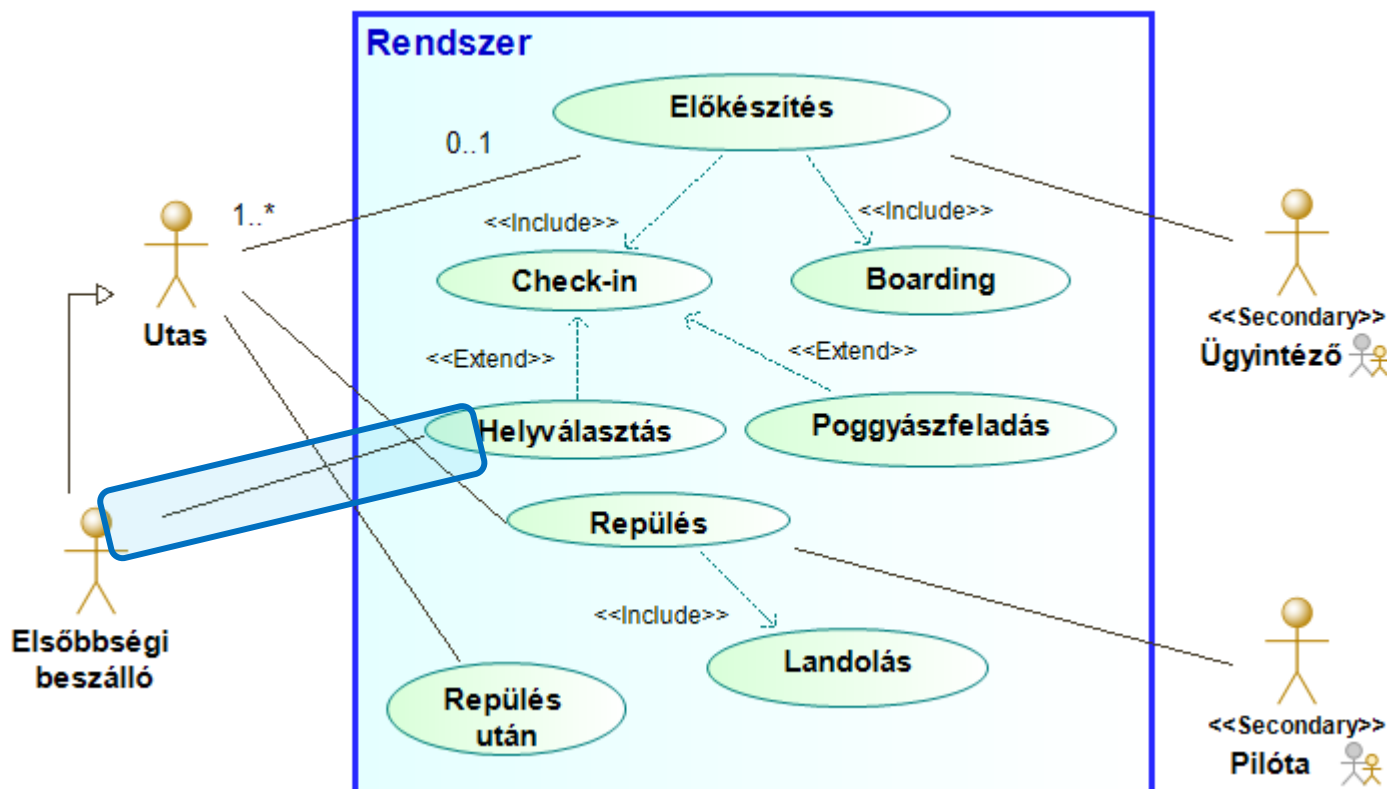 Rendszer
Előkészítés
0..1
1..*
<<Include>>
<<Include>>
Check-in
Boarding
Utas
<<Secondary>>
Ügyintéző
<<Extend>>
<<Extend>>
Helyválasztás
Poggyászfeladás
Repülés
<<Include>>
Elsőbbségi
beszálló
Landolás
Repülés
után
<<Secondary>>
Pilóta